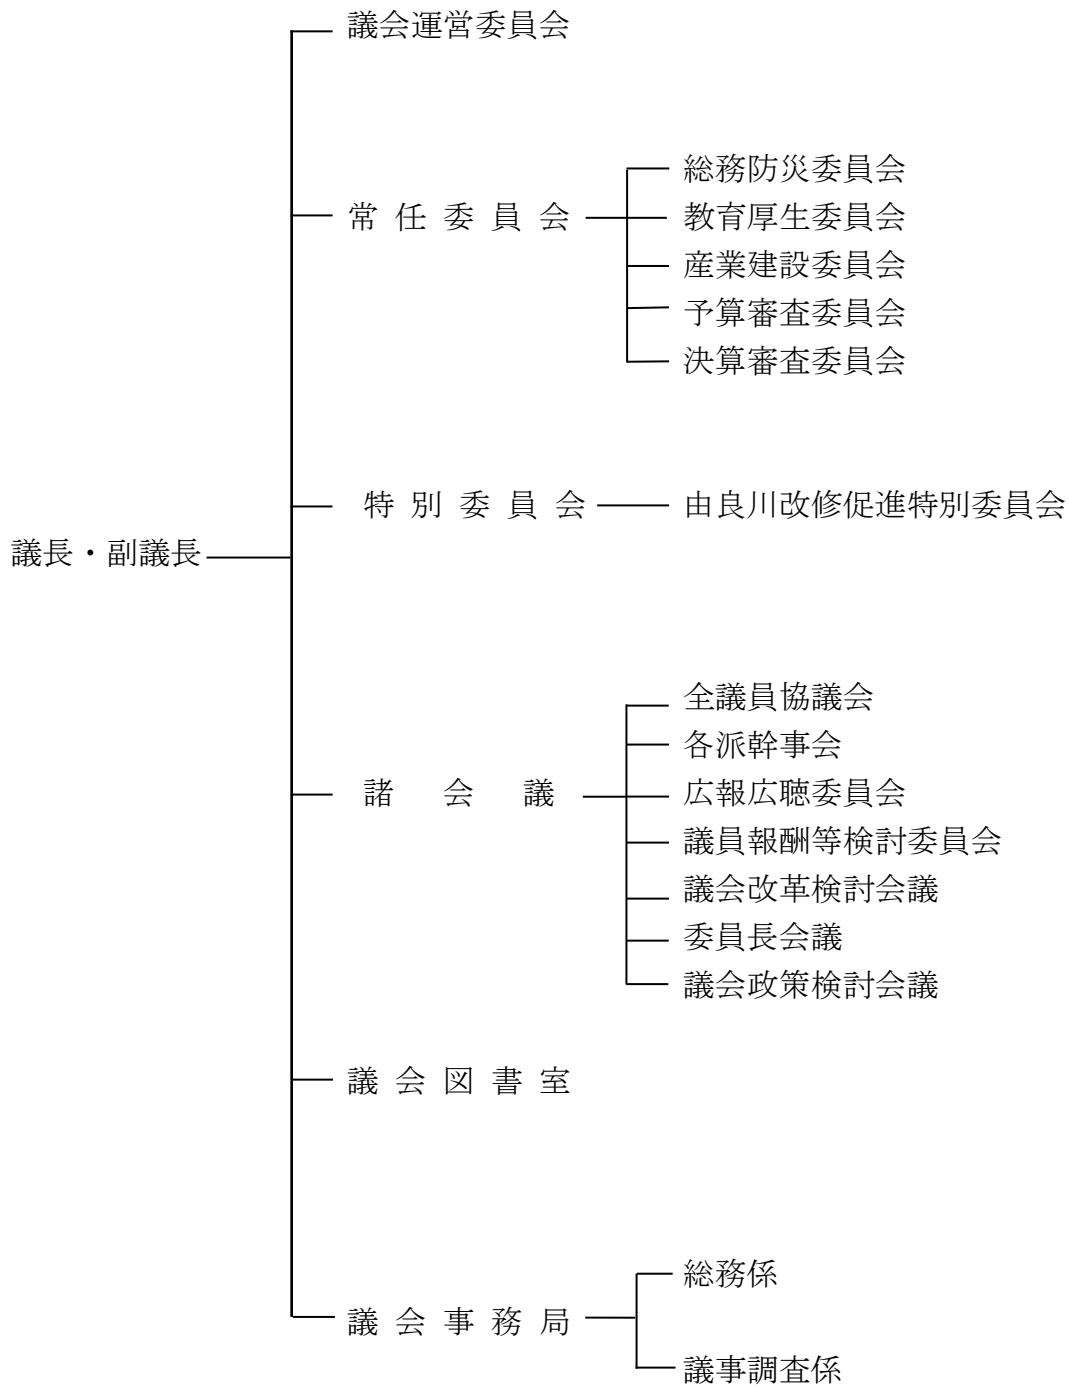 議会運営委員会
総務防災委員会
常任委員会
教育厚生委員会
産業建設委員会
予算審査委員会
決算審査委員会
特別委員会
由良川改修促進特別委員会
議長・副議長
全議員協議会
各派幹事会
諸会議
広報広聴委員会
議員報酬等検討委員会
議会改革検討会議
委員長会議
議会政策検討会議
議会図書室
総務係
議会事務局
議事調査係